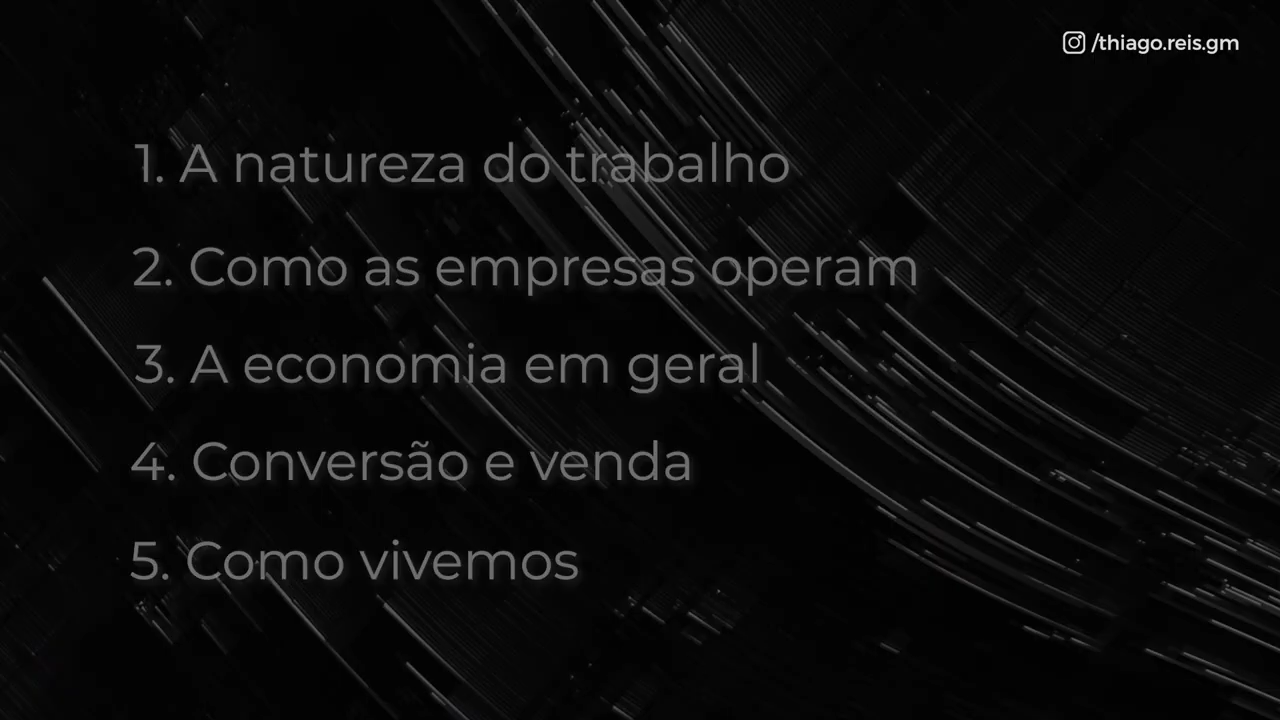 /thiago.reis.gm
1. A natureza do trabalho
2. Como as empresas operam
3. A economia em geral
4. Conversão e venda
5. Como vivemos